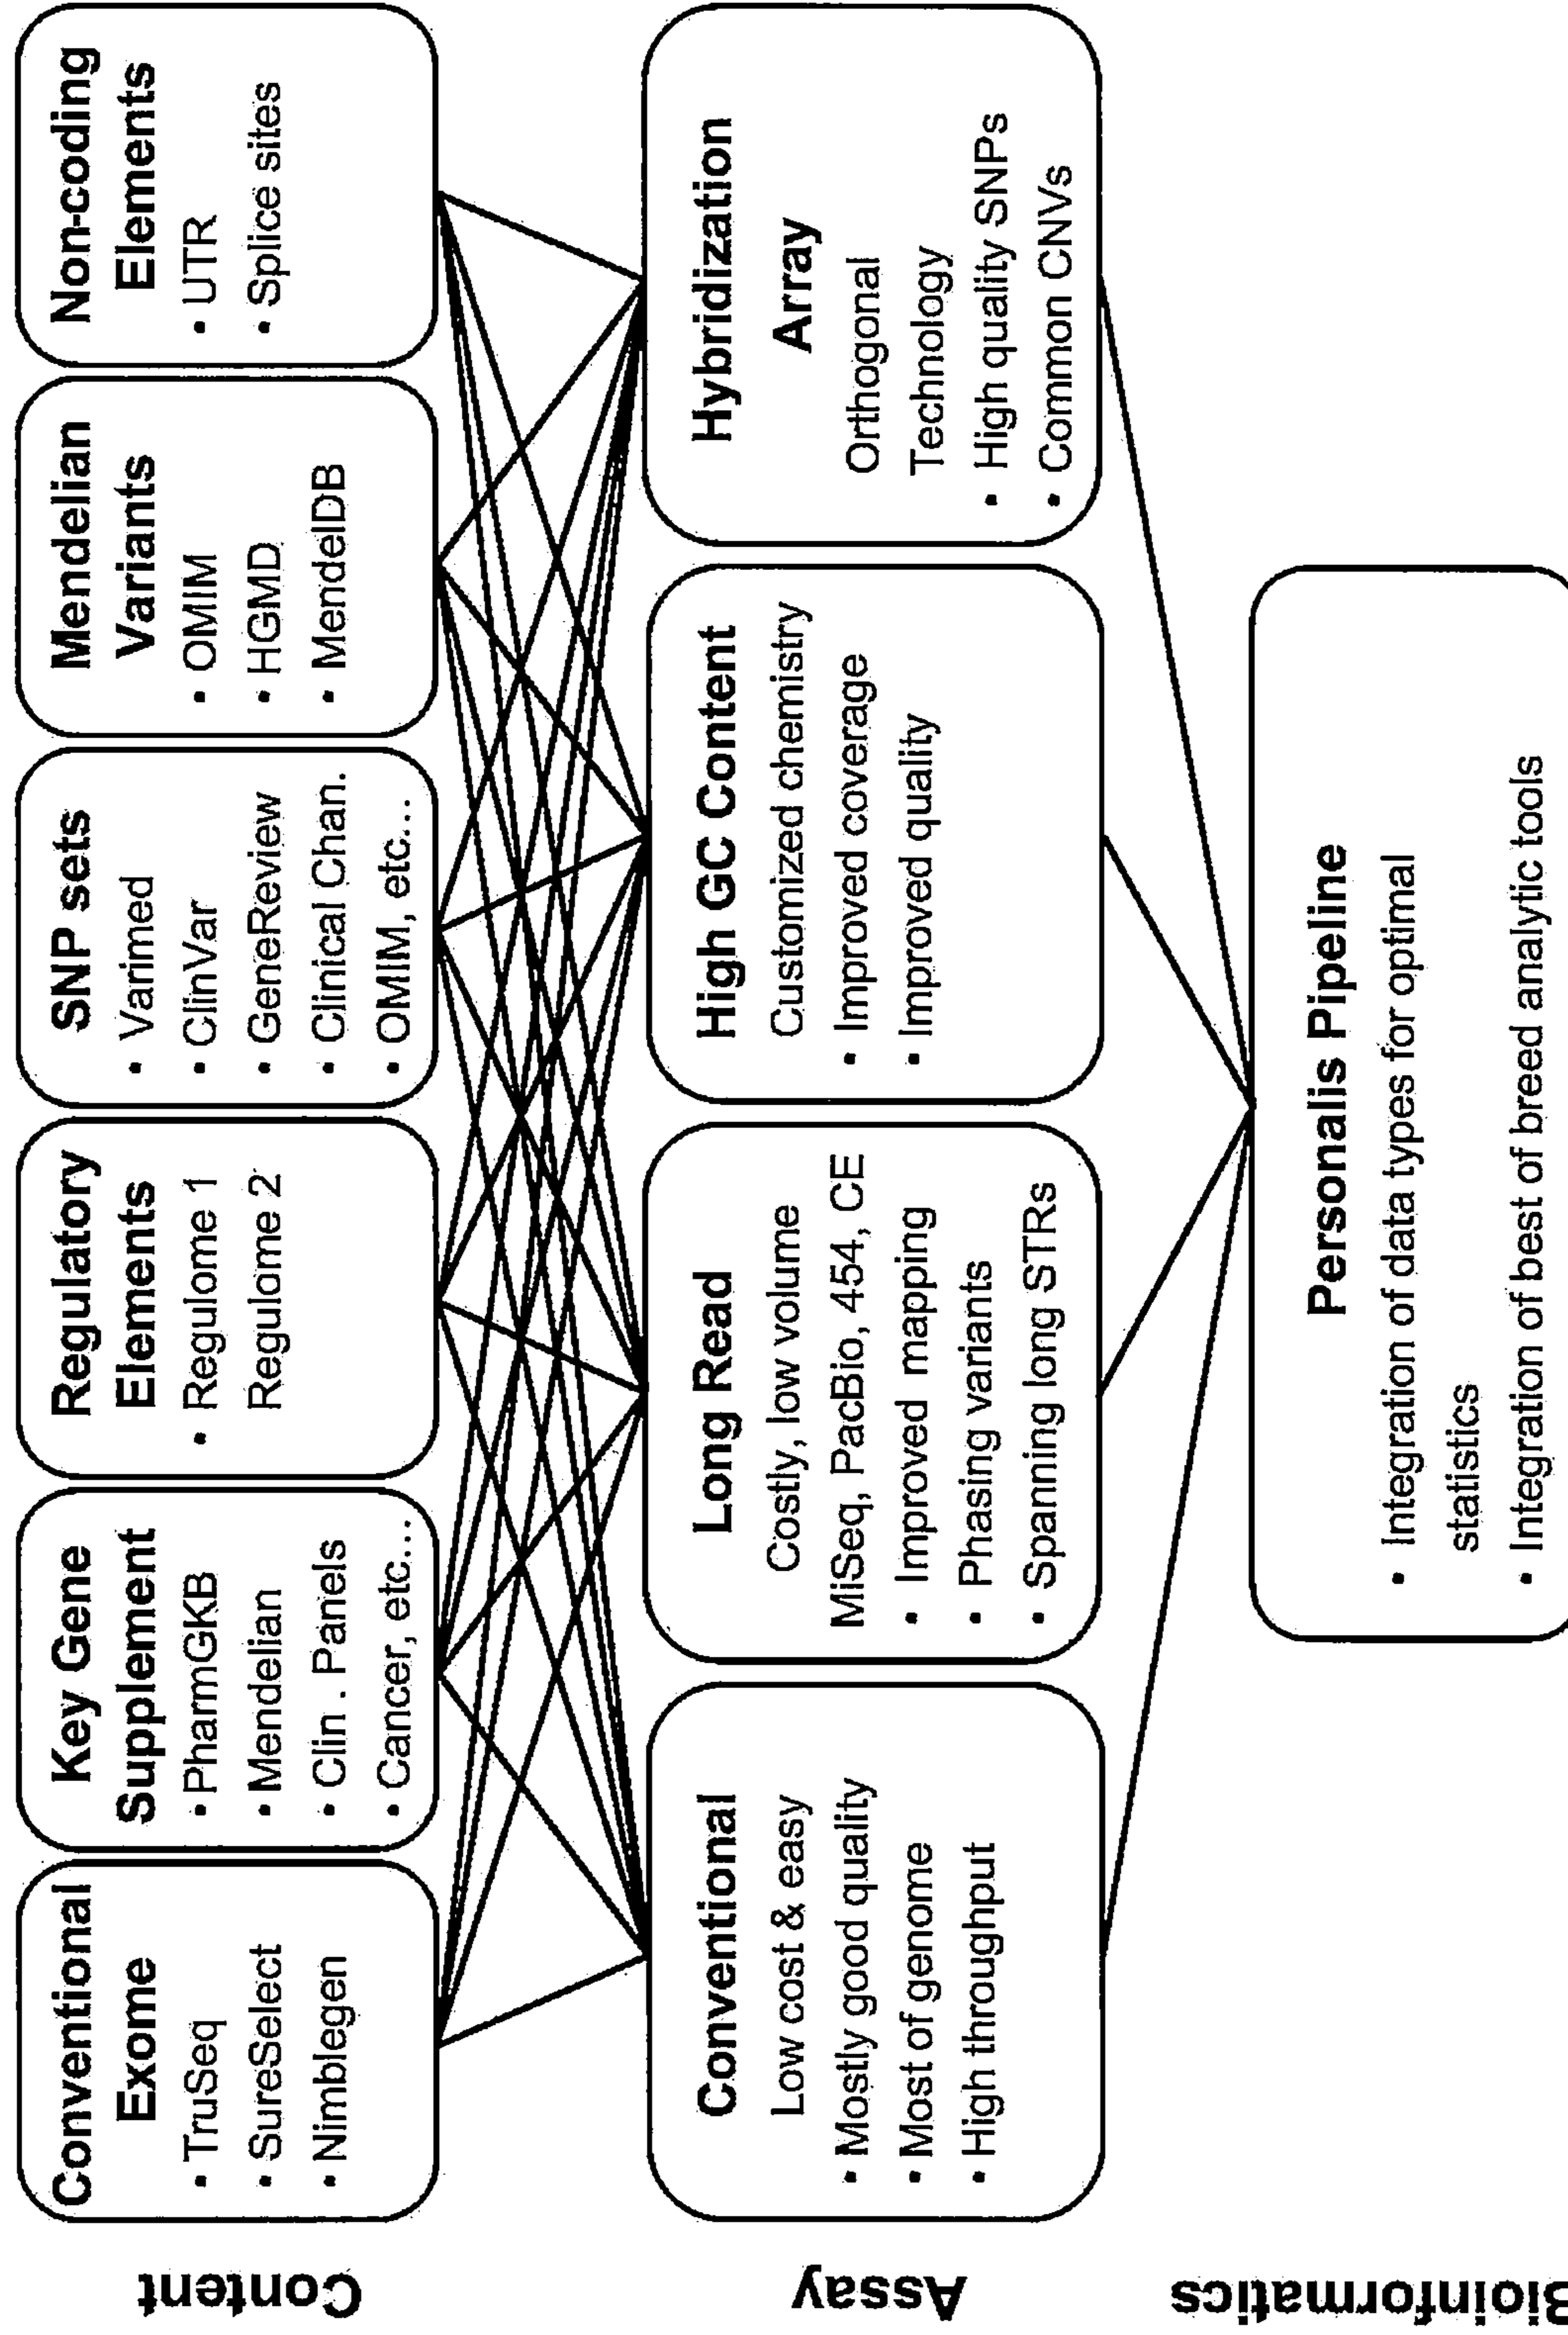 Content
Conventional
Exome
• TruSeq
• SureSelect
• Nimblegen
Key Gene
Supplement
• PharmGKB
• Mendelian
• Clin . Panels
• Cancer, etc...
Regulatory
Elements
• Regulome 1
Regulome 2
SNP sets
• Varimed
• ClinVar
• GeneReview
• Clinical Chan.
• OMIM, etc...
Mendelian
Variants
• OMIM
• HGMD
• MendelDB
Non-coding
Elements
• UTR
• Splice sites
Assay
Conventional
Low cost & easy
• Mostly good quality
• Most of genome
• High throughput
Long Read
Costly, low volume
MiSeq, PacBio, 454, CE
• Improved mapping
• Phasing variants
• Spanning long STRs
High GC Content
Customized chemistry
• Improved coverage
• Improved quality
Hybridization
Array
Orthogonal
Technology
• High quality SNPs
• Common CNVs
Bioinformatics
Personalis Pipeline
• Integration of data types for optimal
statistics
• Integration of best of breed analytic tools